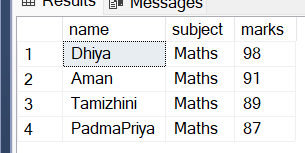 Results Messages
name subject marks
1 Dhiya Maths 98
2 Aman Maths 91
3 Tamizhini Maths 89
4 PadmaPriya Maths 87